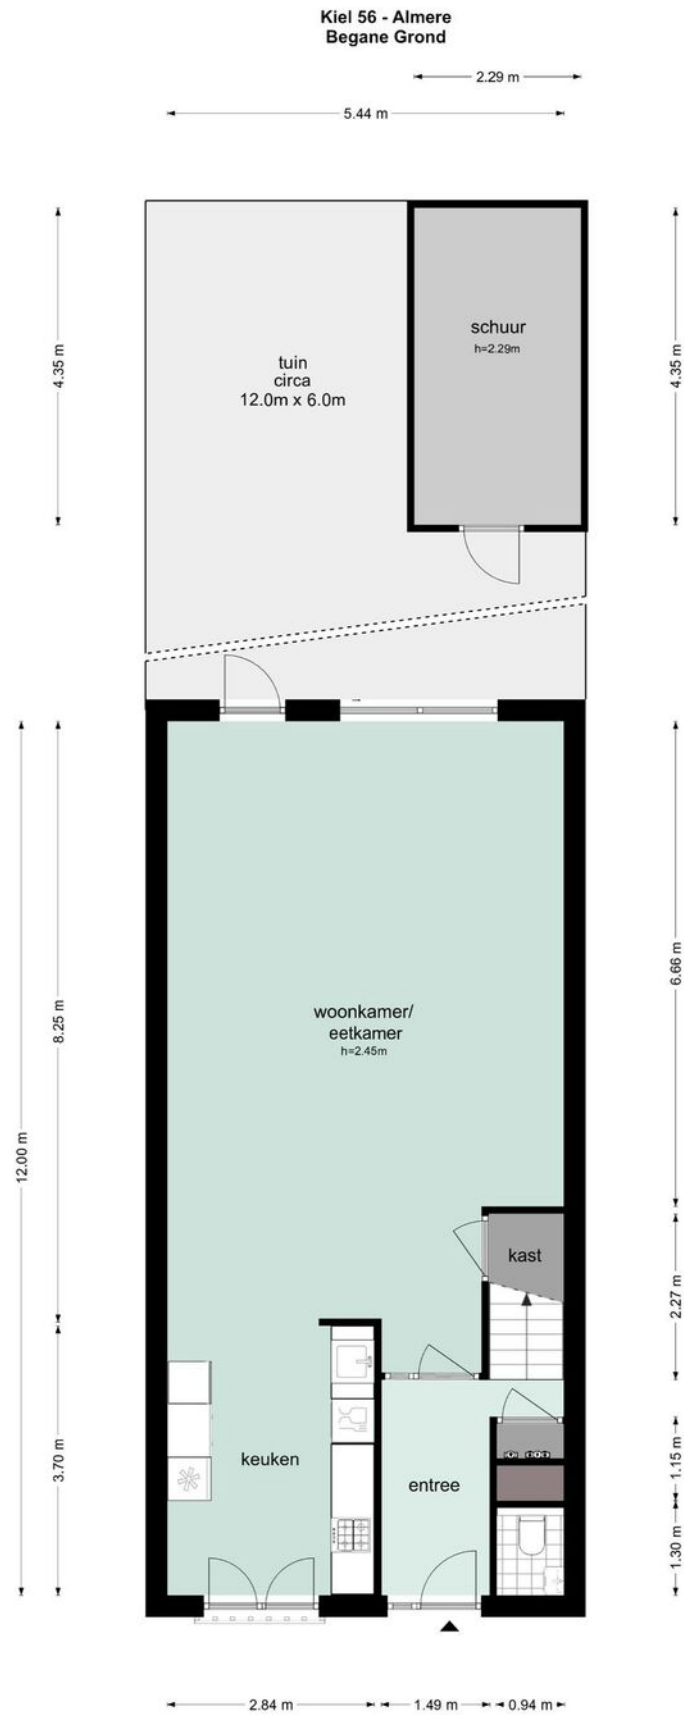 Kiel 56 - Almere
Begane Grond
2.29 m
5.44 m
4.35 m
4.35 m
schuur
h=2.29m
tuin
circa
12.0m x 6.0m
12.00 m
8.25 m
6.66 m
woonkamer/
eetkamer
h=2.45m
kast
2.27 m
3.70 m
keuken
entree
1.15 m
1.30 m
2.84 m
1.49 m
0.94 m